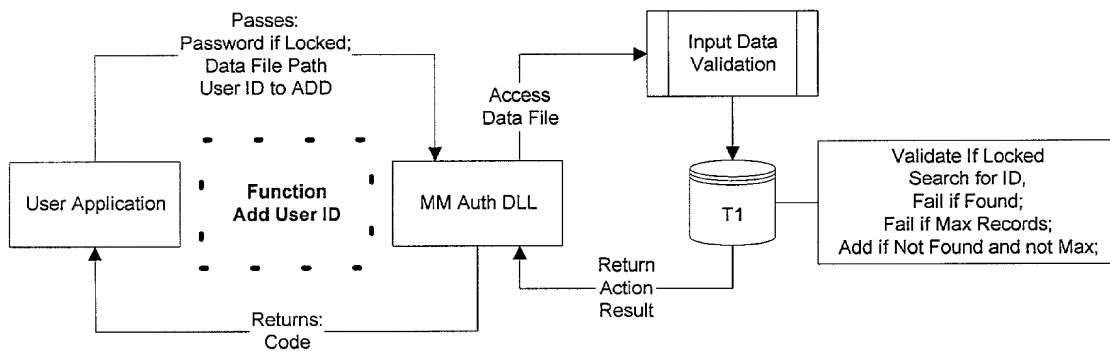 Passes:
Password if Locked;
Data File Path
User ID to ADD
Input Data
Validation
Access
Data File
User Application
Function
Add User ID
MM Auth DLL
T1
Validate If Locked
Search for ID,
Fail if Found;
Fail if Max Records;
Add if Not Found and not Max;
Return
Action
Result
Returns:
Code